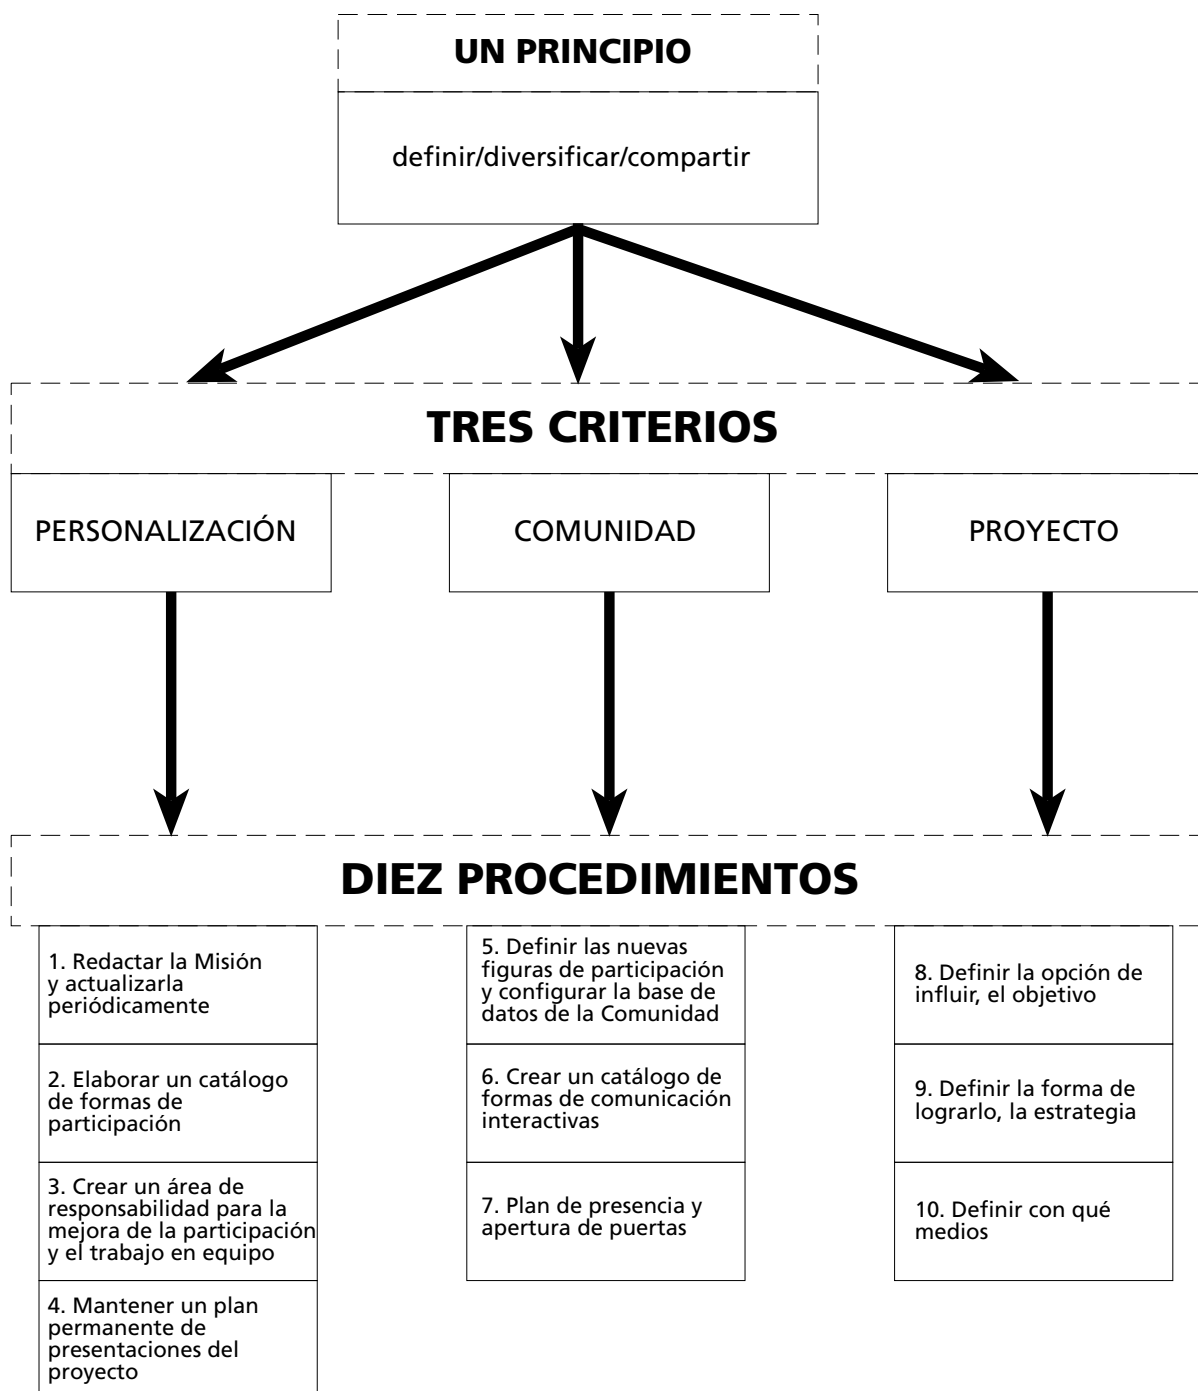 UN PRINCIPIO
definir/diversificar/compartir
TRES CRITERIOS
PERSONALIZACIÓN
COMUNIDAD
PROYECTO
DIEZ PROCEDIMIENTOS
1. Redactar la Misión
y actualizarla
periódicamente
2. Elaborar un catálogo
de formas de
participación
3. Crear un área de
responsabilidad para la
mejora de la participación
y el trabajo en equipo
4. Mantener un plan
permanente de
presentaciones del
proyecto
5. Definir las nuevas
figuras de participación
y configurar la base de
datos de la Comunidad
6. Crear un catálogo de
formas de comunicación
interactivas
7. Plan de presencia y
apertura de puertas
8. Definir la opción de
influir, el objetivo
9. Definir la forma de
lograrlo, la estrategia
10. Definir con qué
medios